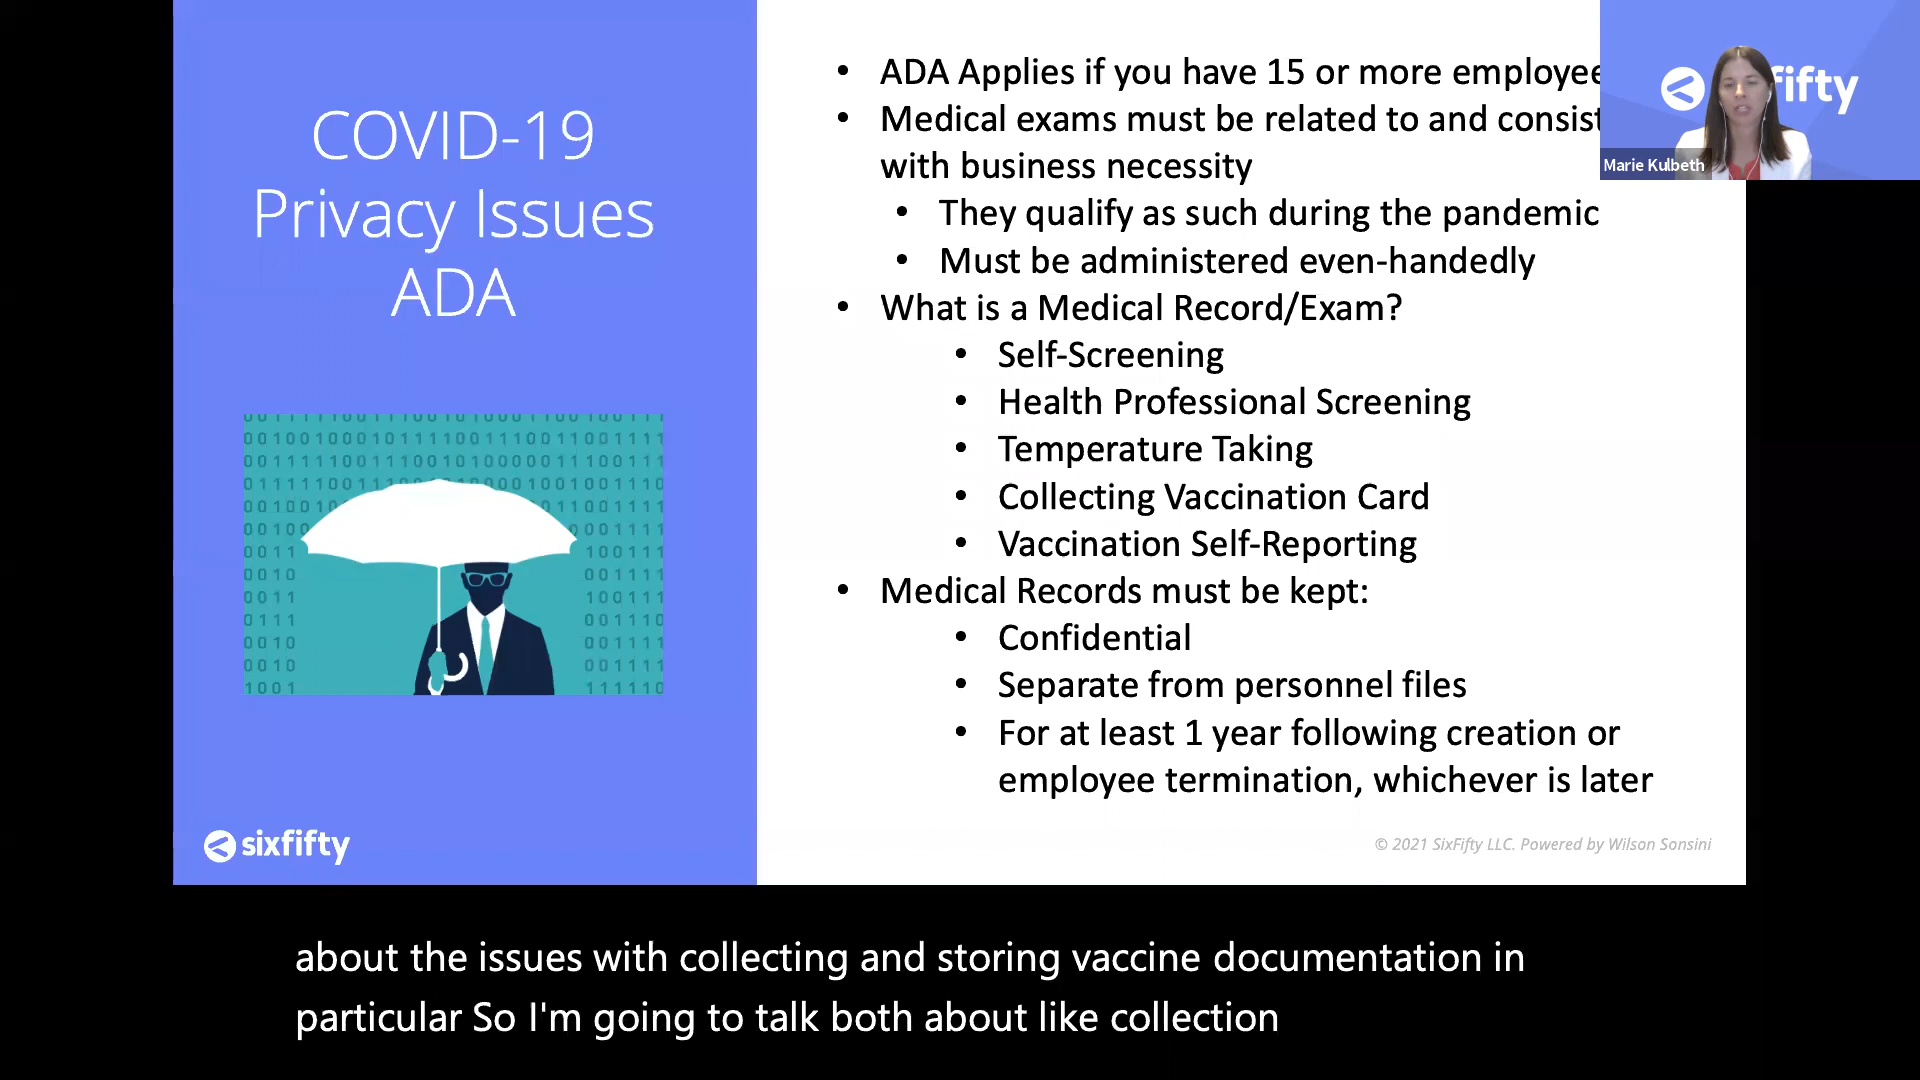 COVID-19
Privacy Issues
ADA
sixfifty
• ADA Applies if you have 15 or more
• Medical exams must be related to and
with business necessity
• They qualify as such during the pandemic
• Must be administered even-handedly
• What is a Medical Record/Exam?
• Self-Screening
• Health Professional Screening
• Temperature Taking
• Collecting Vaccination Card
• Vaccination Self-Reporting
• Medical Records must be kept:
• Confidential
• Separate from personnel files
• For at least 1 year following creation or
employee termination, whichever is later
© 2021 SixFifty LLC. Powered by Wilson Sonsini
Marie Kulbeth
about the issues with collecting and storing vaccine documentation in
particular So I'm going to talk both about like collection